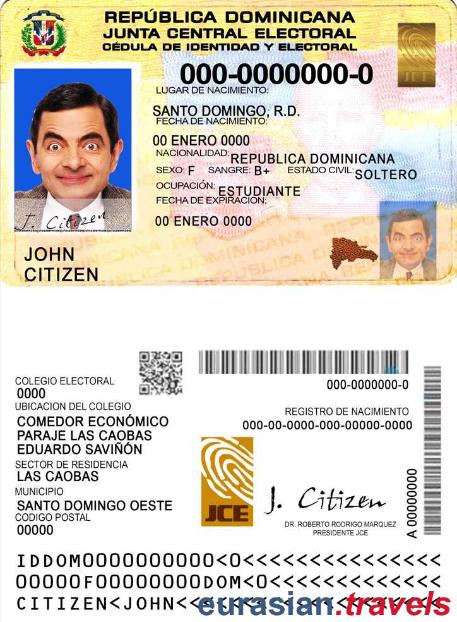 REPÚBLICA DOMINICANA
JUNTA CENTRAL ELECTORAL
CÉDULA DE IDENTIDAD Y ELECTORAL
JCE
000-0000000-0
LUGAR DE NACIMIENTO:
SANTO DOMINGO, R.D.
FECHA DE NACIMIENTO:
00 ENERO 0000
NACIONALIDAD: REPUBLICA DOMINICANA
SEXO: F SANGRE: B+ ESTADO CIVIL: SOLTERO
OCUPACIÓN: ESTUDIANTE
FECHA DE EXPIRACIÓN:
00 ENERO 0000
J. Citizen
JOHN
CITIZEN
COLEGIO ELECTORAL
0000
UBICACION DEL COLEGIO
COMEDOR ECONÓMICO
PARAJE LAS CAOBAS
EDUARDO SAVIÑÓN
SECTOR DE RESIDENCIA
LAS CAOBAS
MUNICIPIO
SANTO DOMINGO OESTE
CODIGO POSTAL
00000
000-0000000-0
REGISTRO DE NACIMIENTO
000-00-0000-000-00000-0000
JCE
J. Citizen
DR. ROBERTO RODRIGO MARQUEZ
PRESIDENTE JCE
A 00000000
IDDOM0000000000<0<<<<<<<<<<<<<
00000F00000000DOM<0<<<<<<<<<<<
CITIZEN<JOHN<<<<<<<<<<<<<<<<<<
eurasian.travels